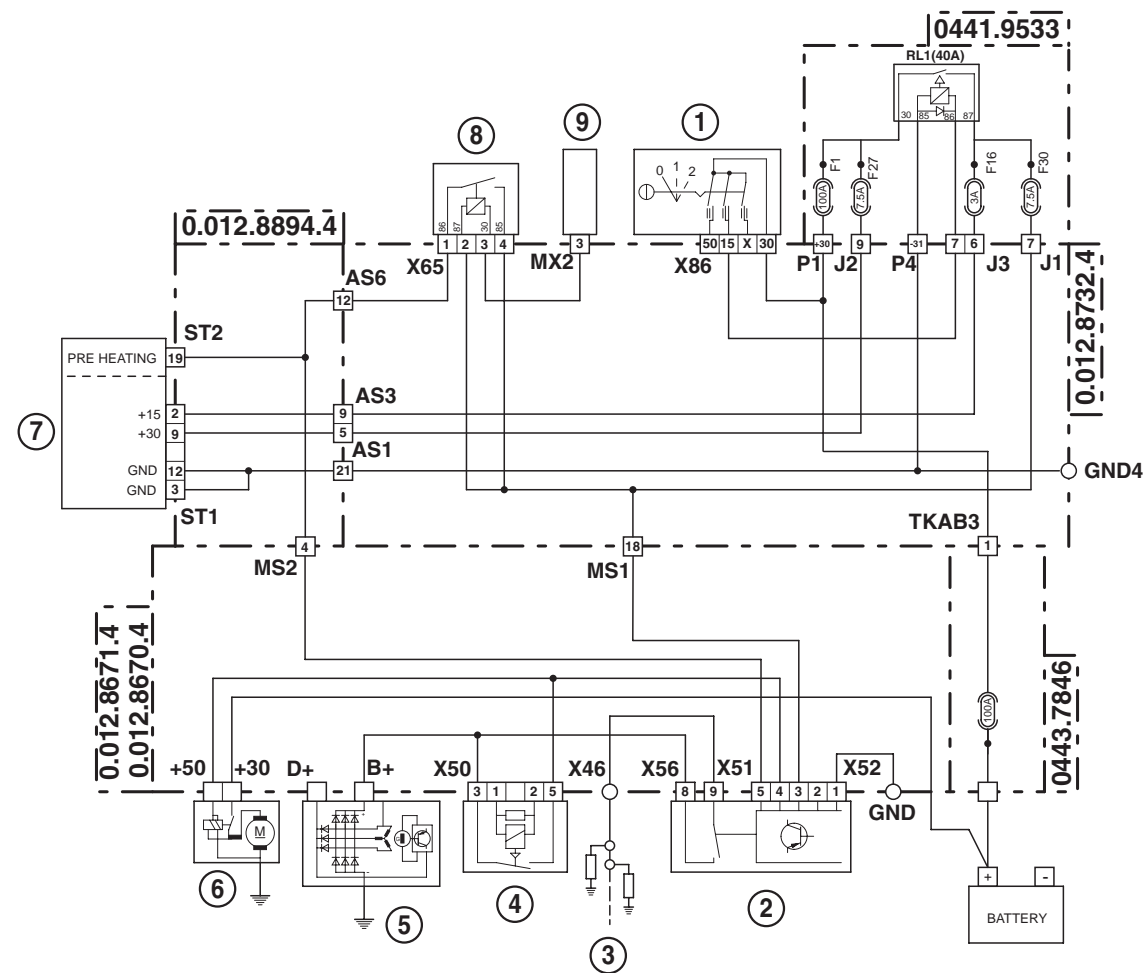 0441.9533
RL1(40A)
30 85 86 87
8 9 1
F1 F27 F16 F30
100A 7.5A 3A 7.5A
0 1 2
86 87 30 85
0.012.8894.4
1 2 3 4
3
50 15 X 30
+30 9 -31 7 6 7
X65 MX2 X86 P1 J2 P4 J3 J1
AS6
12
0.012.8732.4
ST2
PRE HEATING 19
AS3
7
+15 2 9
+30 9 5
AS1
GND 12 21
GND4
GND 3
ST1
TKAB3
4 18 1
MS2 MS1
0.012.8671.4
0.012.8670.4
0443.7846
100A
+50 +30 D+ B+ X50 X46 X56 X51 X52
3 1 2 5
8 9 5 4 3 2 1
GND
M
+ -
+ -
6 5 4 3 2
BATTERY